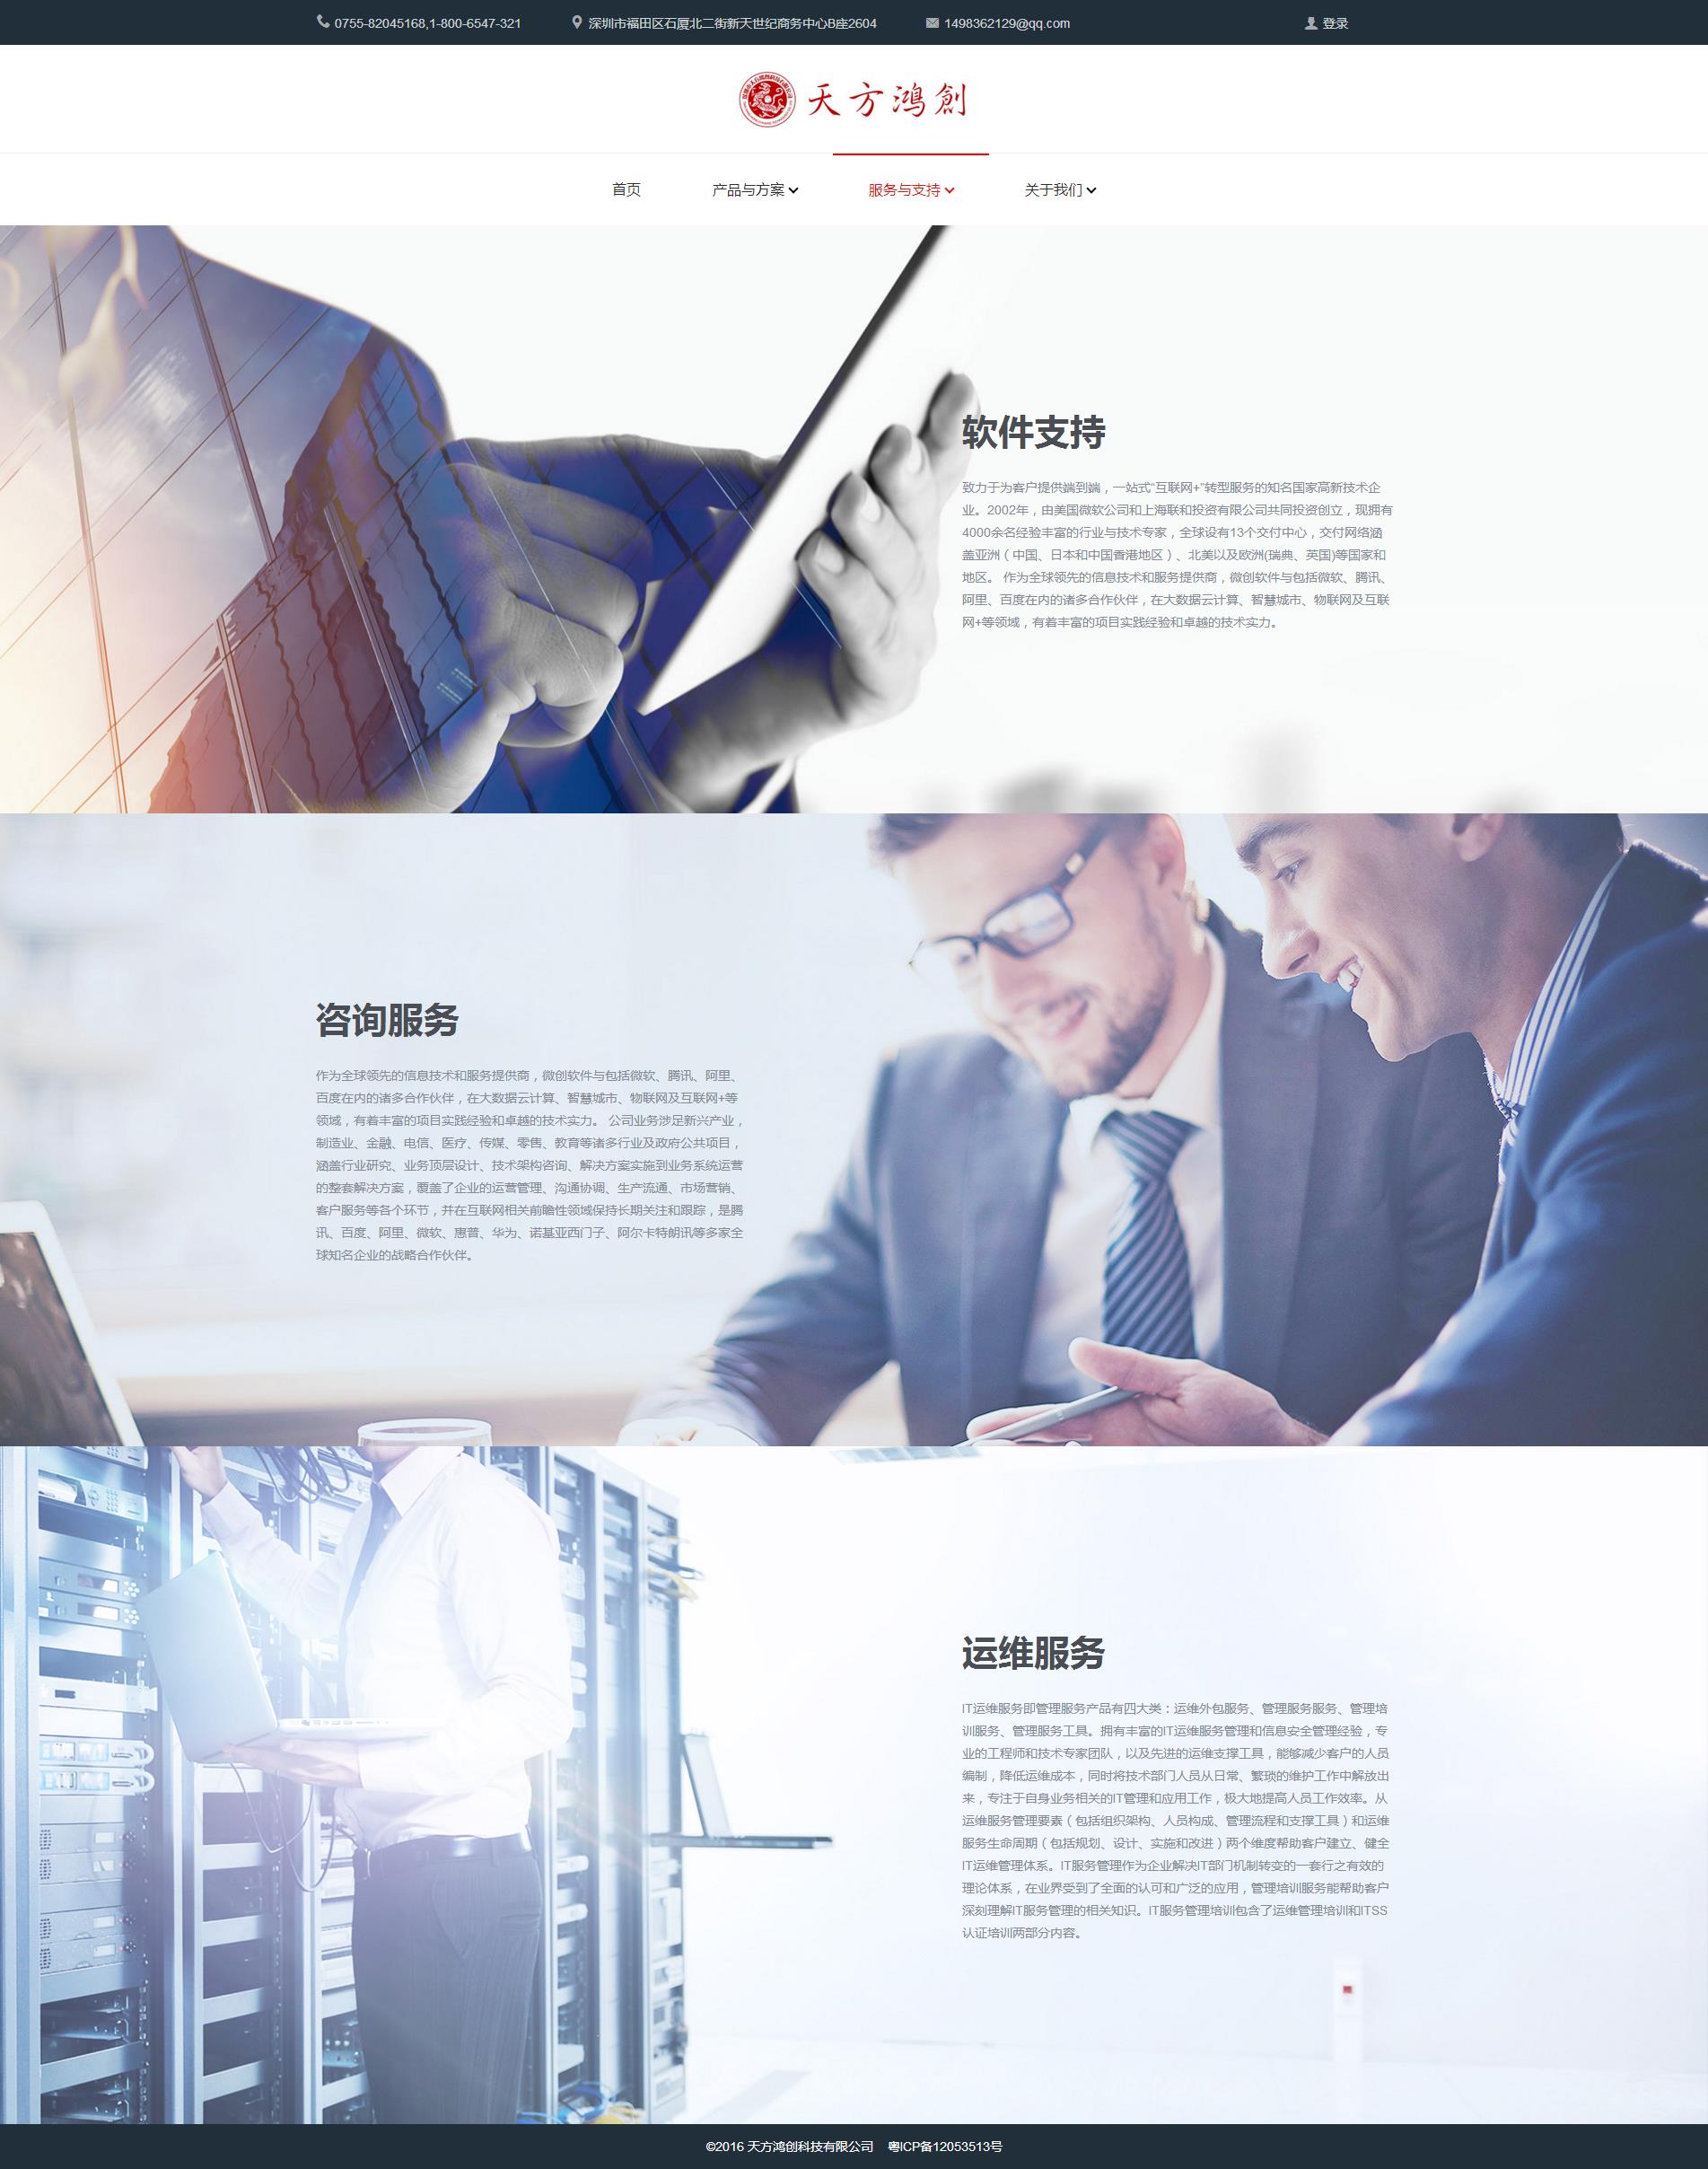 0755-82045168,1-800-6547-321
深圳市福田区石厦北二街新天世纪商务中心B座2604
1498362129@qq.com
登录
天方鴻創
首页
产品与方案
服务与支持
关于我们
软件支持
致力于为客户提供端到端，一站式“互联网+”转型服务的知名国家高新技术企
业。2002年，由美国微软公司和上海联和投资有限公司共同投资创立，现拥有
4000余名经验丰富的行业与技术专家，全球设有13个交付中心，交付网络涵
盖亚洲（中国、日本和中国香港地区）、北美以及欧洲(瑞典、英国)等国家和
地区。 作为全球领先的信息技术和服务提供商，微创软件与包括微软、腾讯、
阿里、百度在内的诸多合作伙伴，在大数据云计算、智慧城市、物联网及互联
网+等领域，有着丰富的项目实践经验和卓越的技术实力。
咨询服务
作为全球领先的信息技术和服务提供商，微创软件与包括微软、腾讯、阿里、
百度在内的诸多合作伙伴，在大数据云计算、智慧城市、物联网及互联网+等
领域，有着丰富的项目实践经验和卓越的技术实力。 公司业务涉足新兴产业，
制造业、金融、电信、医疗、传媒、零售、教育等诸多行业及政府公共项目，
涵盖行业研究、业务顶层设计、技术架构咨询、解决方案实施到业务系统运营
的整套解决方案，覆盖了企业的运营管理、沟通协调、生产流通、市场营销、
客户服务等各个环节，并在互联网相关前瞻性领域保持长期关注和跟踪，是腾
讯、百度、阿里、微软、惠普、华为、诺基亚西门子、阿尔卡特朗讯等多家全
球知名企业的战略合作伙伴。
运维服务
IT运维服务即管理服务产品有四大类：运维外包服务、管理服务服务、管理培
训服务、管理服务工具。拥有丰富的IT运维服务管理和信息安全管理经验，专
业的工程师和技术专家团队，以及先进的运维支撑工具，能够减少客户的人员
编制，降低运维成本，同时将技术部门人员从日常、繁琐的维护工作中解放出
来，专注于自身业务相关的IT管理和应用工作，极大地提高人员工作效率。从
运维服务管理要素（包括组织架构、人员构成、管理流程和支撑工具）和运维
服务生命周期（包括规划、设计、实施和改进）两个维度帮助客户建立、健全
IT运维管理体系。IT服务管理作为企业解决IT部门机制转变的一套行之有效的
理论体系，在业界受到了全面的认可和广泛的应用，管理培训服务能帮助客户
深刻理解IT服务管理的相关知识。IT服务管理培训包含了运维管理培训和ITSS
认证培训两部分内容。
©2016 天方鸿创科技有限公司 粤ICP备12053513号